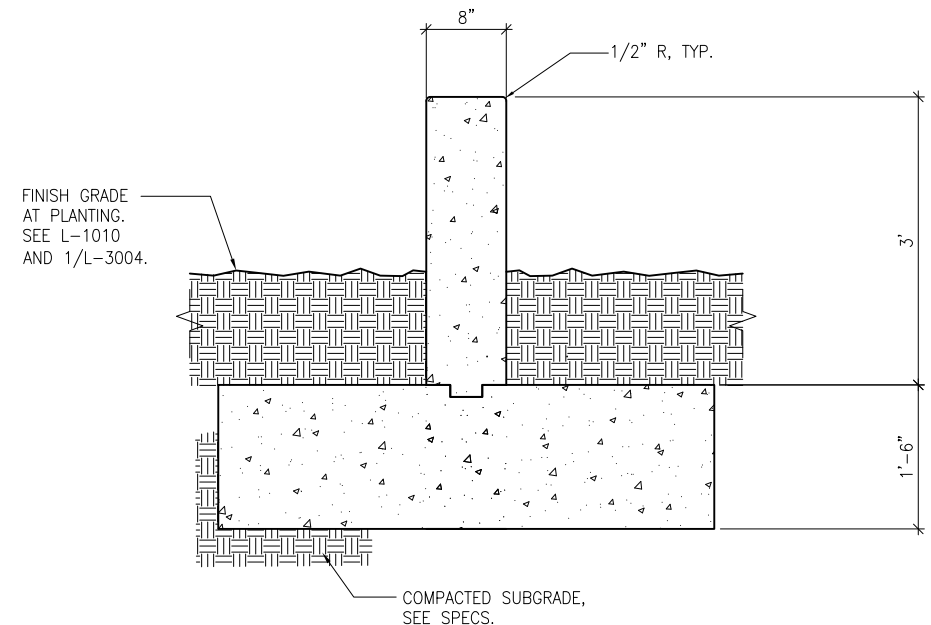 8"
1/2" R, TYP.
FINISH GRADE
AT PLANTING.
SEE L-1010
AND 1/L-3004.
3'
1'-6"
COMPACTED SUBGRADE,
SEE SPECS.